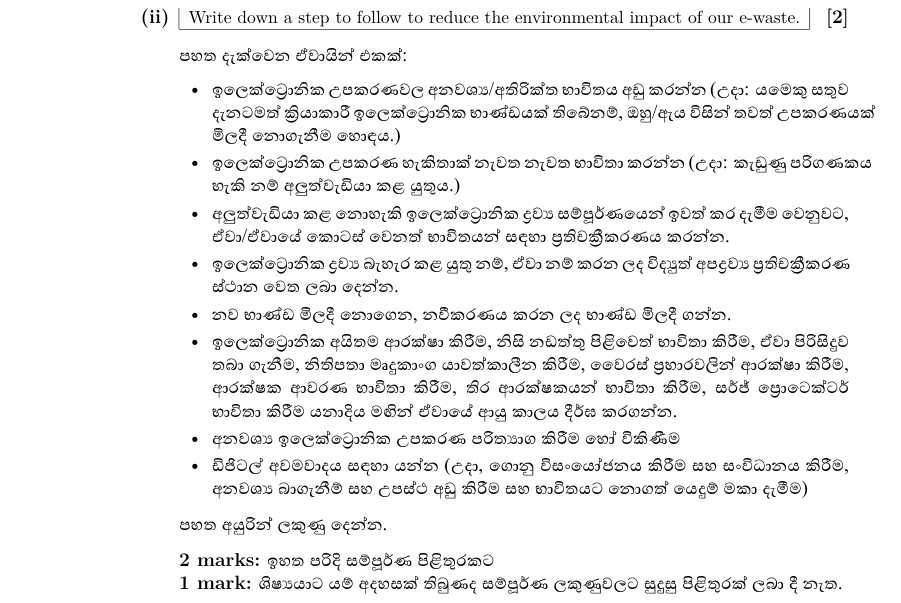 (ii) Write down a step to follow to reduce the environmental impact of our e-waste. [2]
පහත දැක්වෙන ඒවායින් එකක්:
• ඉලෙක්ට්‍රොනික උපකරණවල අනවශ්‍ය/අතිරික්ත භාවිතය අඩු කරන්න (උදා: යමෙකු සතුව
දැනටමත් ක්‍රියාකාරී ඉලෙක්ට්‍රොනික භාණ්ඩයක් තිබේනම්, ඔහු/ඇය විසින් තවත් උපකරණයක්
මිලදී නොගැනීම හොඳය.)
• ඉලෙක්ට්‍රොනික උපකරණ හැකිතාක් නැවත නැවත භාවිතා කරන්න (උදා: කැඩුණු පරිගණකය
හැකි නම් අලුත්වැඩියා කළ යුතුය.)
• අලුත්වැඩියා කළ නොහැකි ඉලෙක්ට්‍රොනික ද්‍රව්‍ය සම්පූර්ණයෙන් ඉවත් කර දැමීම වෙනුවට,
ඒවා/ඒවායේ කොටස් වෙනත් භාවිතයන් සඳහා ප්‍රතිචක්‍රීකරණය කරන්න.
• ඉලෙක්ට්‍රොනික ද්‍රව්‍ය බැහැර කළ යුතු නම්, ඒවා නම් කරන ලද විද්‍යුත් අපද්‍රව්‍ය ප්‍රතිචක්‍රීකරණ
ස්ථාන වෙත ලබා දෙන්න.
• නව භාණ්ඩ මිලදී නොගෙන, නවීකරණය කරන ලද භාණ්ඩ මිලදී ගන්න.
• ඉලෙක්ට්‍රොනික අයිතම ආරක්ෂා කිරීම, නිසි නඩත්තු පිළිවෙත් භාවිතා කිරීම, ඒවා පිරිසිදුව
තබා ගැනීම, නිතිපතා මෘදුකාංග යාවත්කාලීන කිරීම, වෛරස් ප්‍රහාරවලින් ආරක්ෂා කිරීම,
ආරක්ෂක ආවරණ භාවිතා කිරීම, තිර ආරක්ෂකයන් භාවිතා කිරීම, සර්ජ් ප්‍රොටෙක්ටර්
භාවිතා කිරීම යනාදිය මඟින් ඒවායේ ආයු කාලය දීර්ඝ කරගන්න.
• අනවශ්‍ය ඉලෙක්ට්‍රොනික උපකරණ පරිත්‍යාග කිරීම හෝ විකිණීම
• ඩිජිටල් අවමවාදය සඳහා යන්න (උදා, ගොනු විසංයෝජනය කිරීම සහ සංවිධානය කිරීම,
අනවශ්‍ය බාගැනීම් සහ උපස්ථ අඩු කිරීම සහ භාවිතයට නොගත් යෙදුම් මකා දැමීම)
පහත අයුරින් ලකුණු දෙන්න.
2 marks: ඉහත පරිදි සම්පූර්ණ පිළිතුරකට
1 mark: ශිෂ්‍යයාට යම් අදහසක් තිබුණද සම්පූර්ණ ලකුණුවලට සුදුසු පිළිතුරක් ලබා දී නැත.